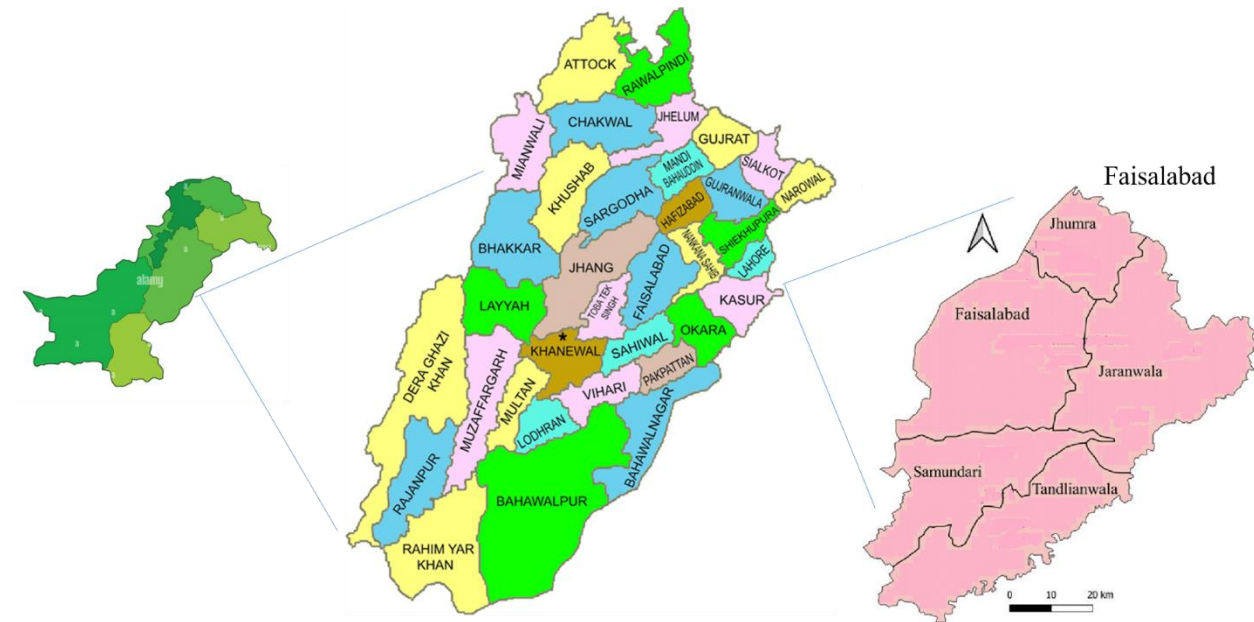 alamy
ATTOCK
RAWALPINDI
CHAKWAL
JHELUM
MIANWALI
GUJRAT
MANDI
BAHAUDDIN
SIALKOT
KHUSHAB
SARGODHA
GUJRANWALA
NAROWAL
HAFIZABAD
SHIEKHUPURA
BHAKKAR
JHANG
FAISALABAD
NANKANA SAHIB
LAHORE
LAYYAH
TOBA TEK
SINGH
KASUR
*
KHANEWAL
SAHIWAL
OKARA
DERA GHAZI
KHAN
MUZAFFARGARH
MULTAN
VIHARI
PAKPATTAN
LODHRAN
BAHAWALNAGAR
RAJANPUR
BAHAWALPUR
RAHIM YAR
KHAN
Faisalabad
Jhumra
Faisalabad
Jaranwala
Samundari
Tandlianwala
0 10 20 km